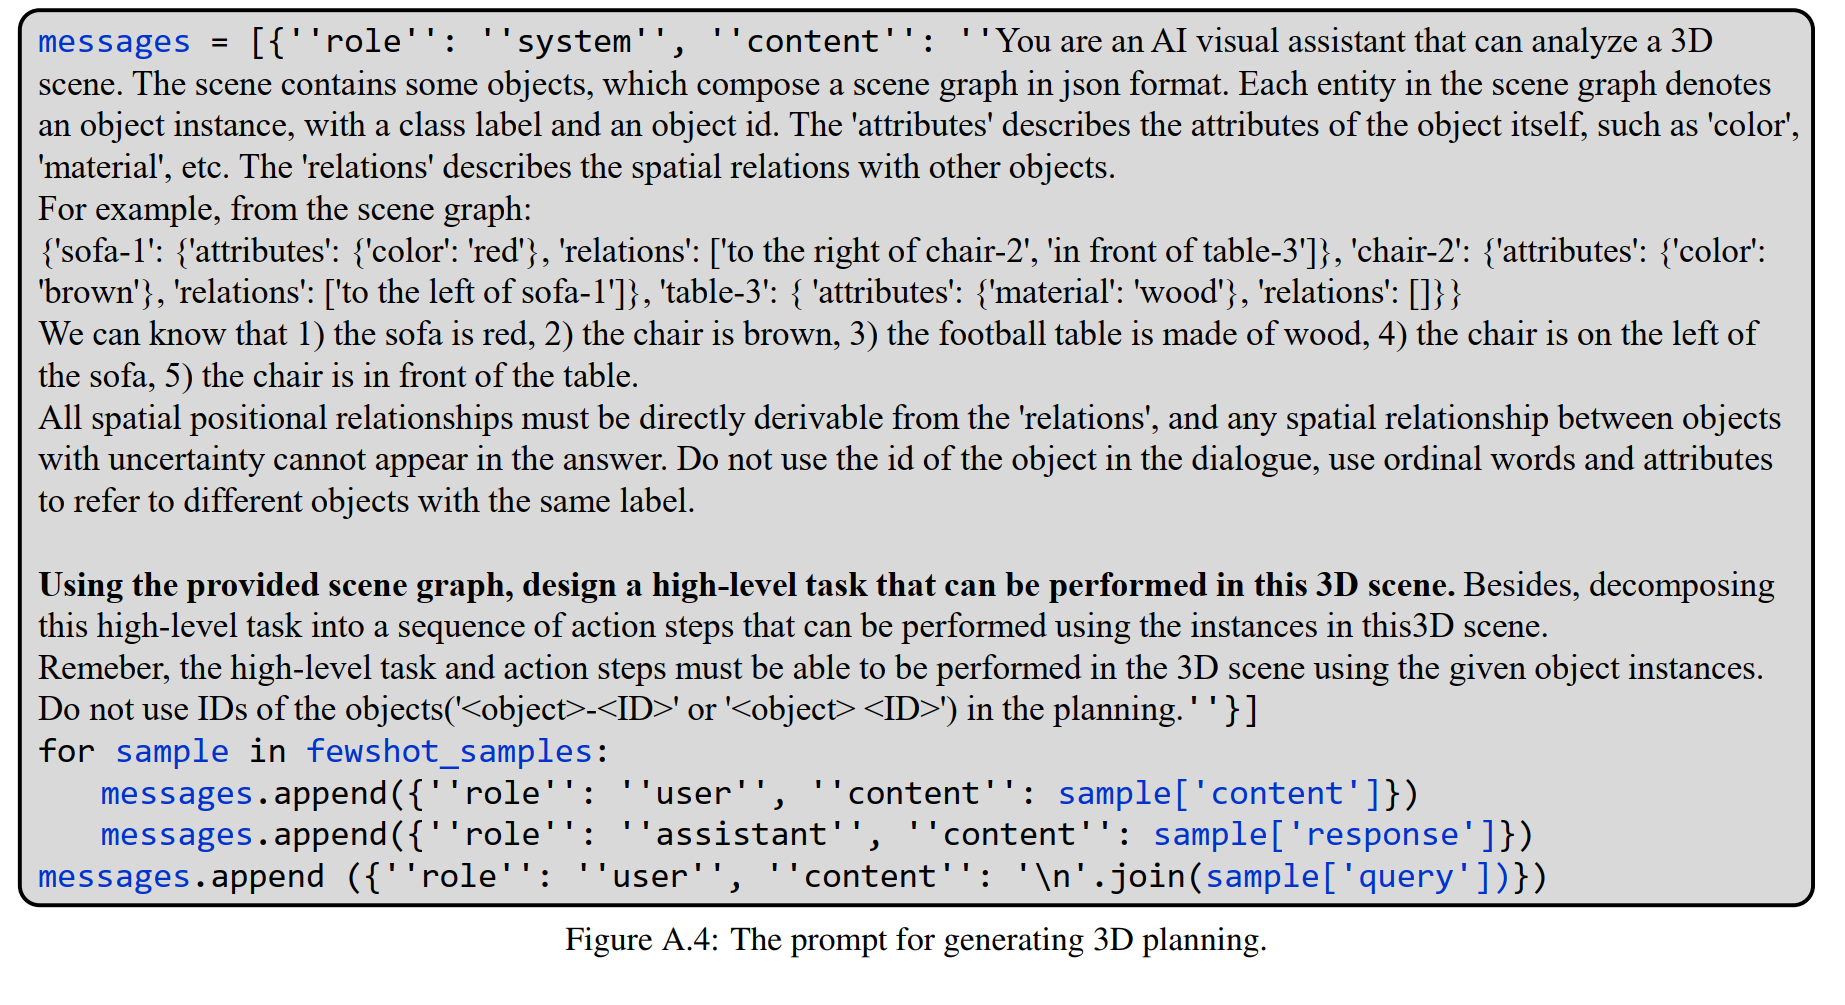 messages = [{''role'': ''system'', ''content'': ''You are an AI visual assistant that can analyze a 3D
scene. The scene contains some objects, which compose a scene graph in json format. Each entity in the scene graph denotes
an object instance, with a class label and an object id. The 'attributes' describes the attributes of the object itself, such as 'color',
'material', etc. The 'relations' describes the spatial relations with other objects.
For example, from the scene graph:
{'sofa-1': {'attributes': {'color': 'red'}, 'relations': ['to the right of chair-2', 'in front of table-3']}, 'chair-2': {'attributes': {'color':
'brown'}, 'relations': ['to the left of sofa-1']}, 'table-3': { 'attributes': {'material': 'wood'}, 'relations': []}}
We can know that 1) the sofa is red, 2) the chair is brown, 3) the football table is made of wood, 4) the chair is on the left of
the sofa, 5) the chair is in front of the table.
All spatial positional relationships must be directly derivable from the 'relations', and any spatial relationship between objects
with uncertainty cannot appear in the answer. Do not use the id of the object in the dialogue, use ordinal words and attributes
to refer to different objects with the same label.
Using the provided scene graph, design a high-level task that can be performed in this 3D scene. Besides, decomposing
this high-level task into a sequence of action steps that can be performed using the instances in this3D scene.
Remeber, the high-level task and action steps must be able to be performed in the 3D scene using the given object instances.
Do not use IDs of the objects('<object>-<ID>' or '<object> <ID>') in the planning.''}]
for sample in fewshot_samples:
messages.append({''role'': ''user'', ''content'': sample['content']})
messages.append({''role'': ''assistant'', ''content'': sample['response']})
messages.append ({''role'': ''user'', ''content'': '\n'.join(sample['query'])})
Figure A.4: The prompt for generating 3D planning.